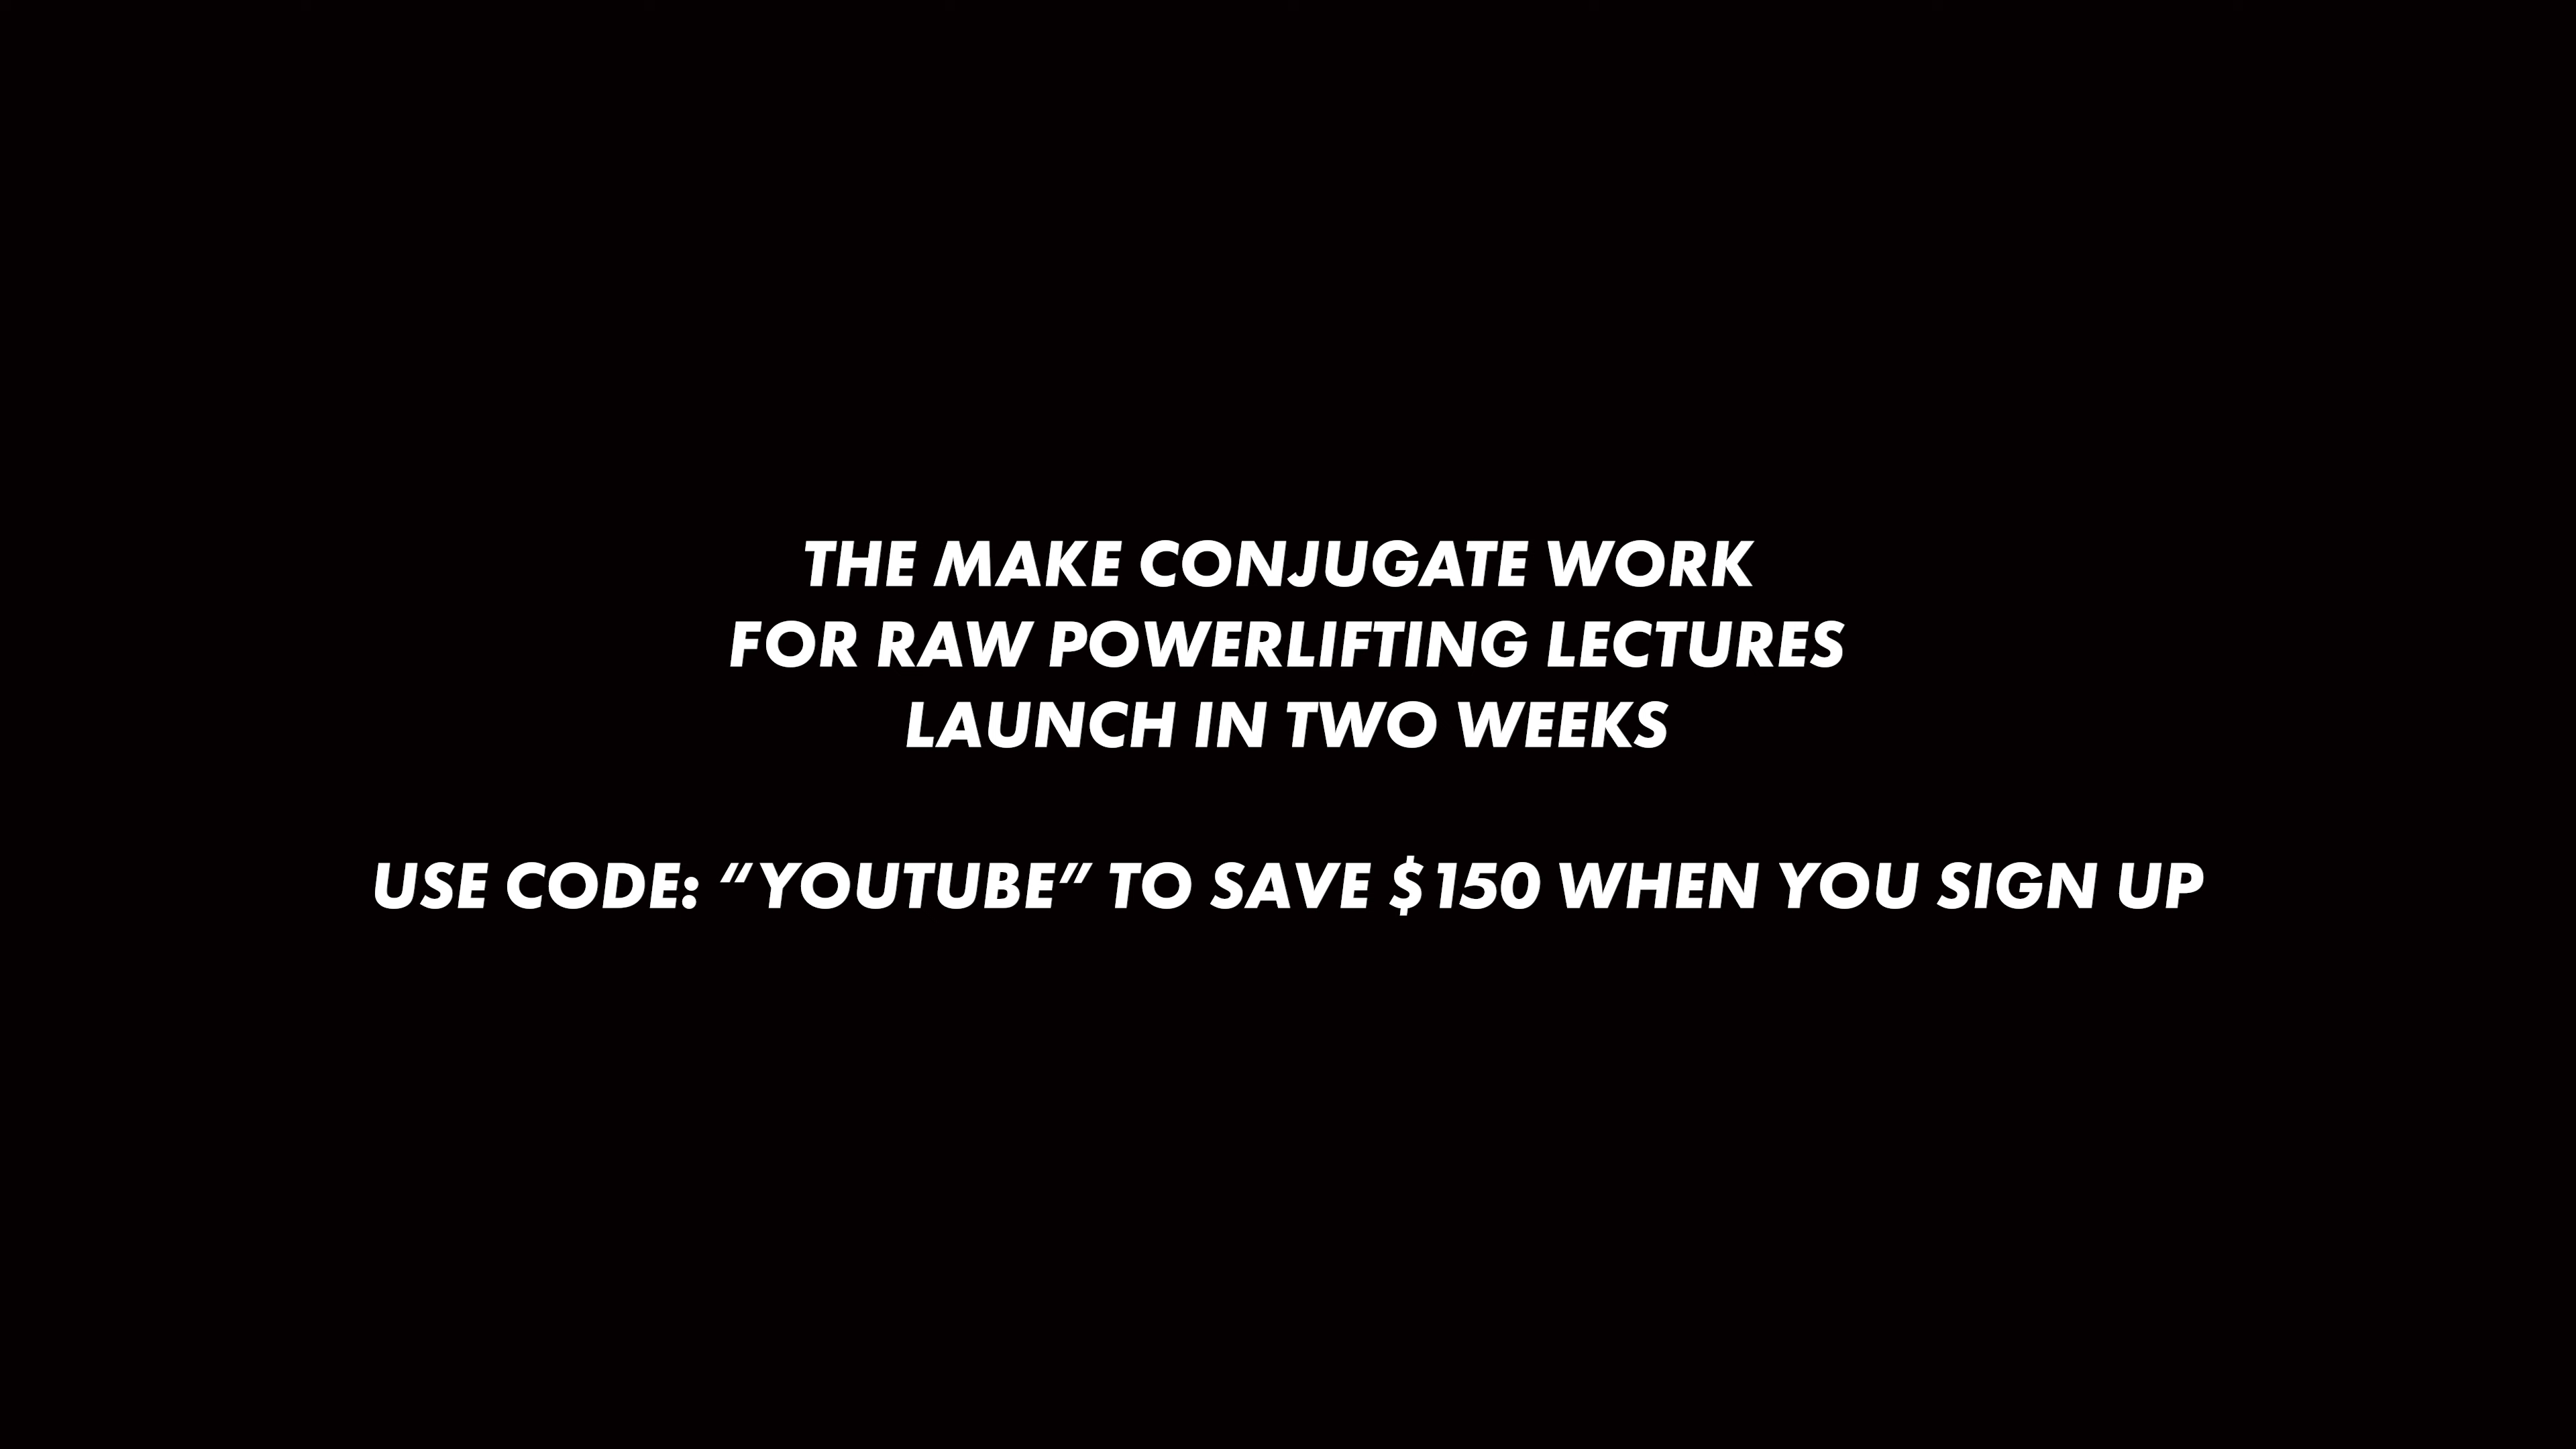 THE MAKE CONJUGATE WORK
FOR RAW POWERLIFTING LECTURES
LAUNCH IN TWO WEEKS
USE CODE: “YOUTUBE” TO SAVE $150 WHEN YOU SIGN UP